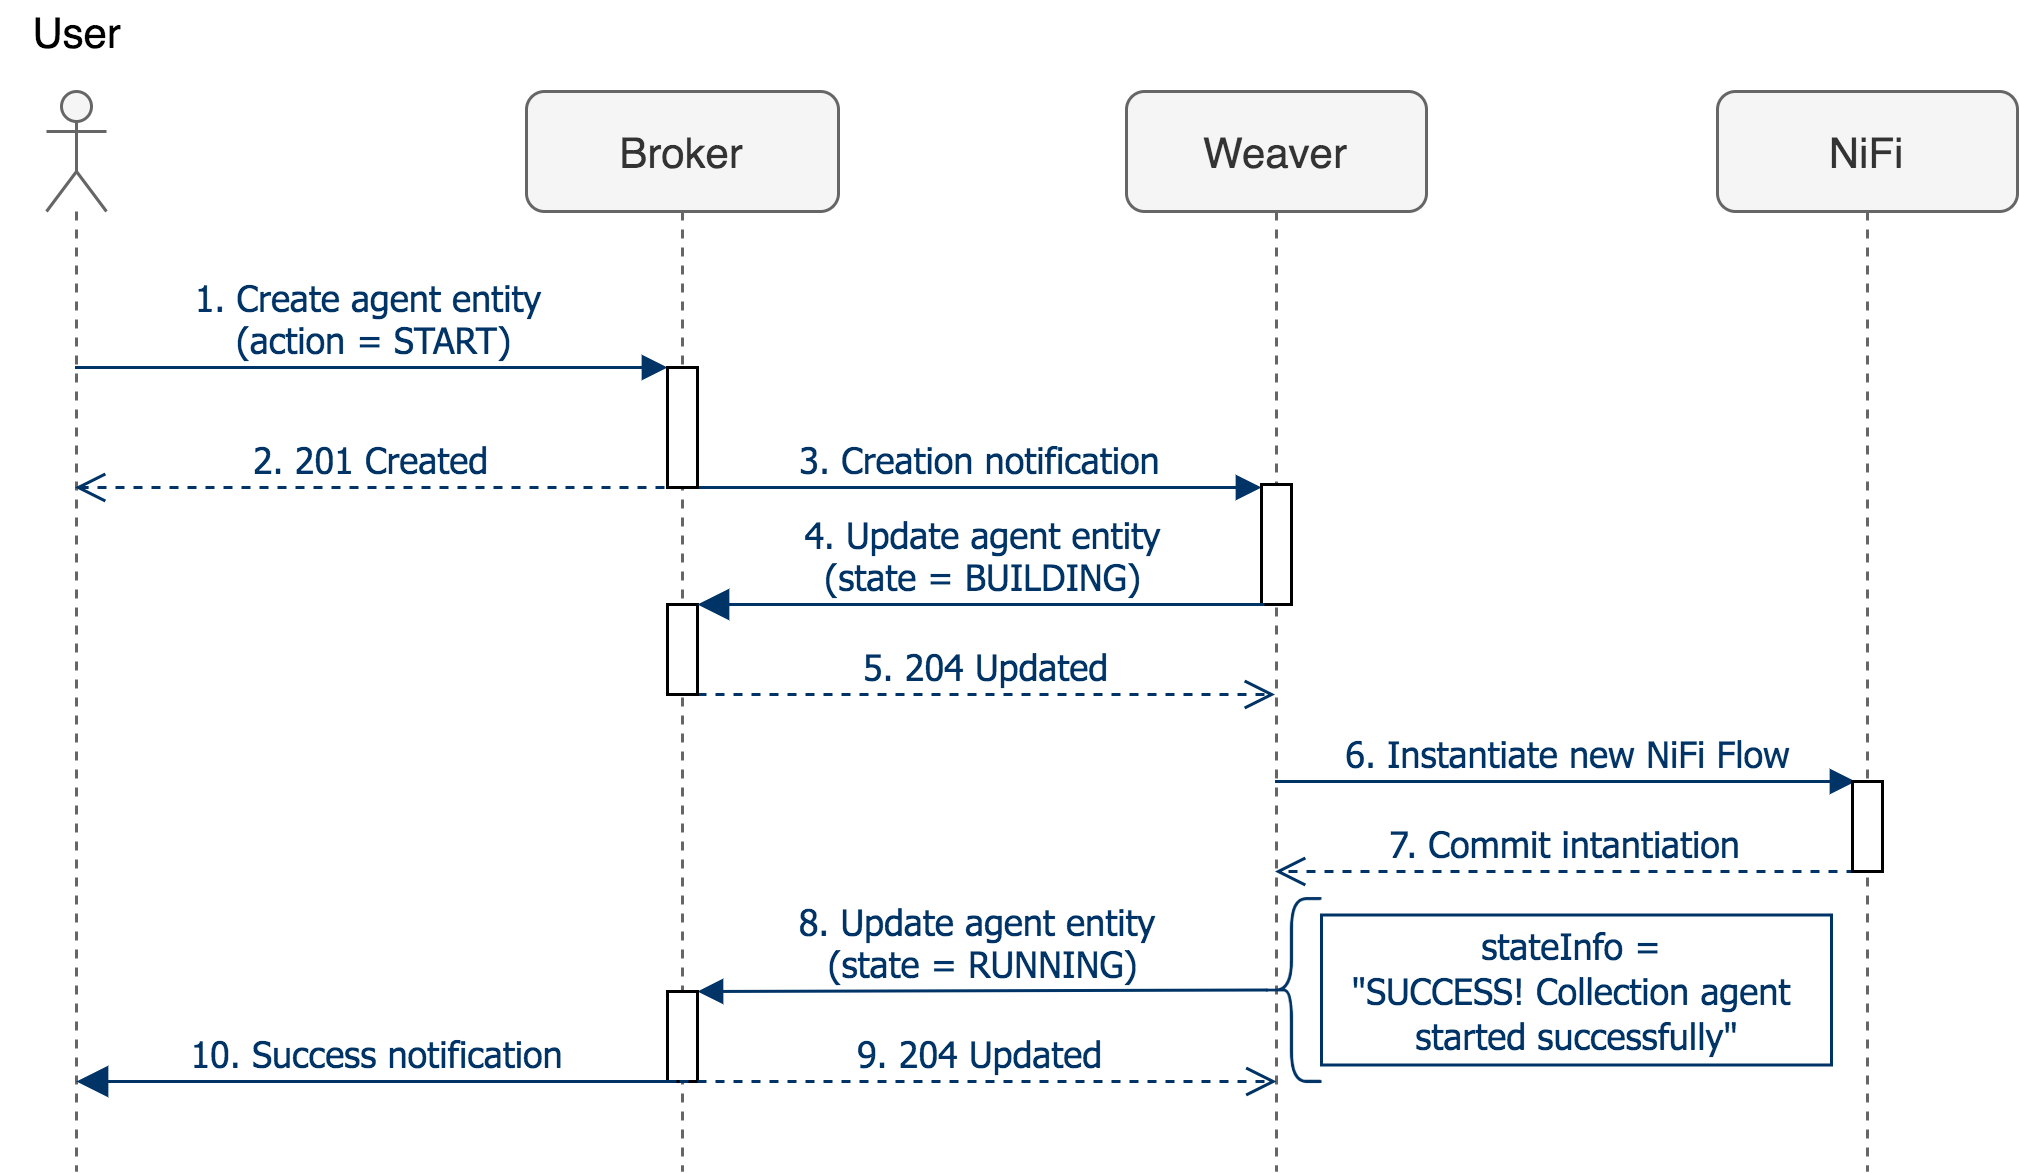 User
Broker
Weaver
NiFi
1. Create agent entity
(action = START)
2. 201 Created
3. Creation notification
4. Update agent entity
(state = BUILDING)
5. 204 Updated
6. Instantiate new NiFi Flow
7. Commit intantiation
8. Update agent entity
(state = RUNNING)
stateInfo =
"SUCCESS! Collection agent
started successfully"
10. Success notification
9. 204 Updated